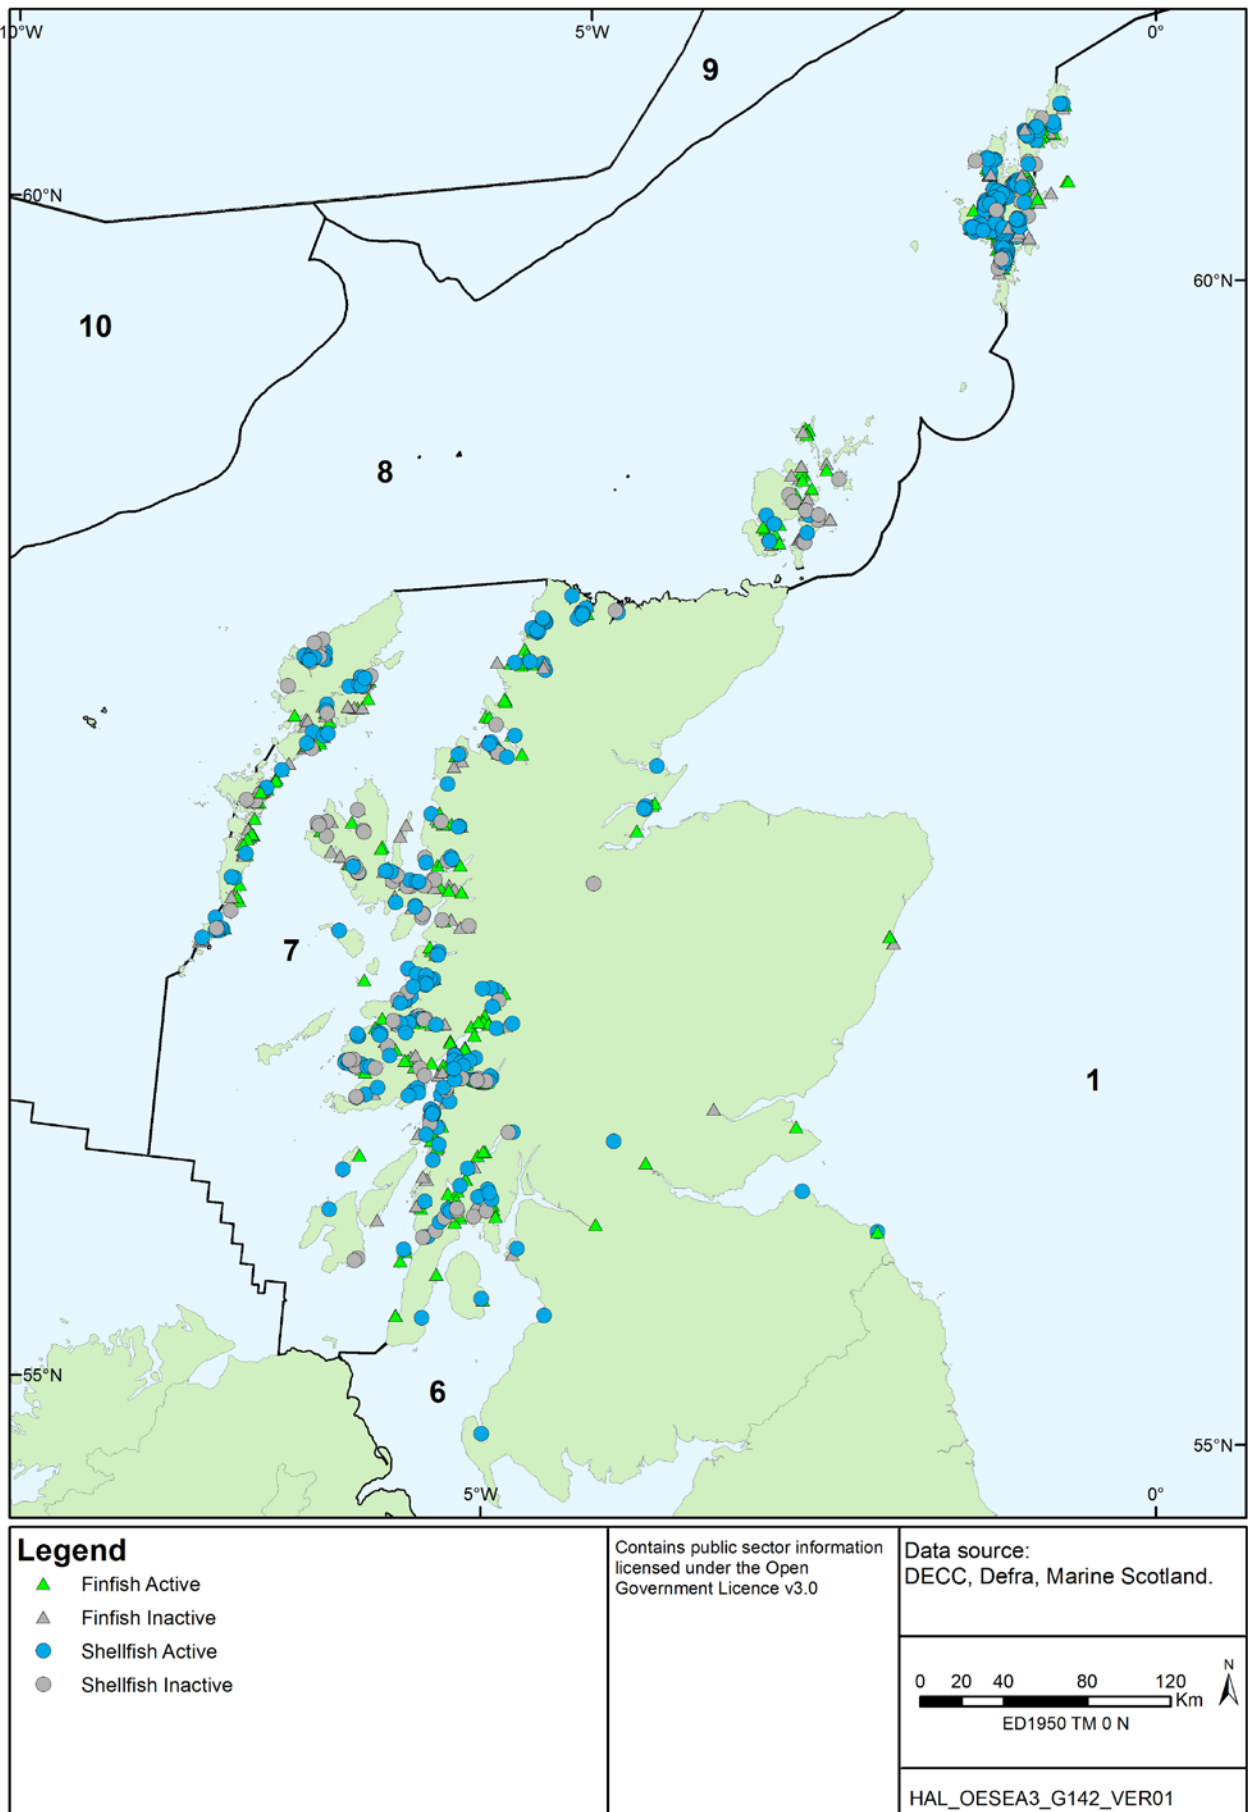 10°W
5°W
0°
9
60°N
60°N
10
8
7
1
55°N
6
55°N
5°W
0°
Legend
Finfish Active
Finfish Inactive
Shellfish Active
Shellfish Inactive
Contains public sector information
licensed under the Open
Government Licence v3.0
Data source:
DECC, Defra, Marine Scotland.
N
0 20 40 80 120
Km
ED1950 TM 0 N
HAL_OESEA3_G142_VER01